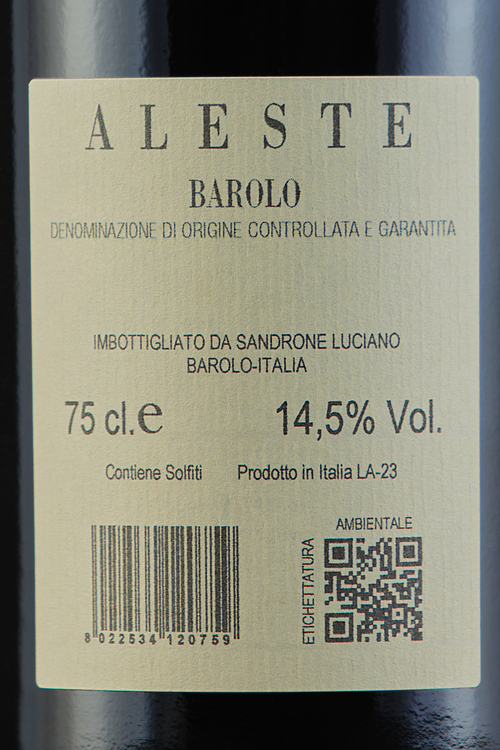 ALESTE
BAROLO
DENOMINAZIONE DI ORIGINE CONTROLLATA E GARANTITA
IMBOTTIGLIATO DA SANDRONE LUCIANO
BAROLO-ITALIA
75 cl.e 14,5% Vol.
Contiene Solfiti Prodotto in Italia LA-23
AMBIENTALE
ETICHETTATURA
8 022534 120759